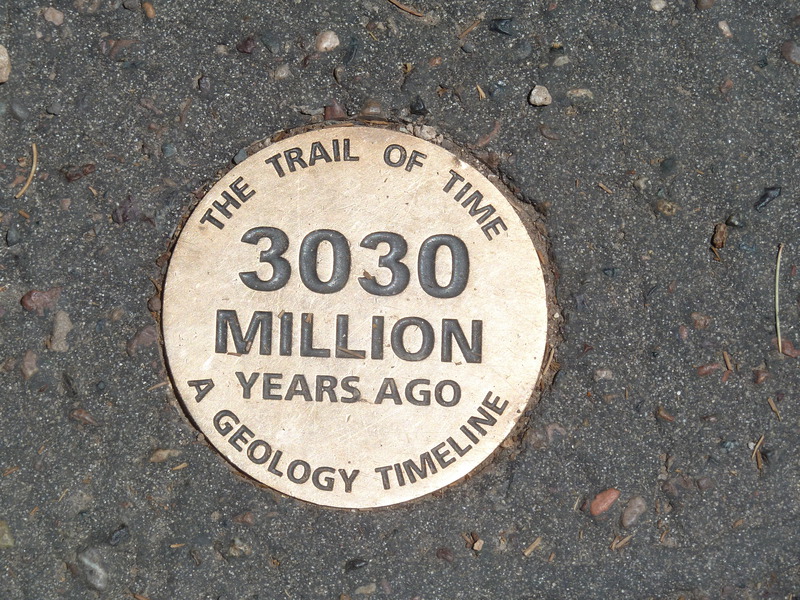 THE TRAIL OF TIME
3030
MILLION
YEARS AGO
A GEOLOGY TIMELINE